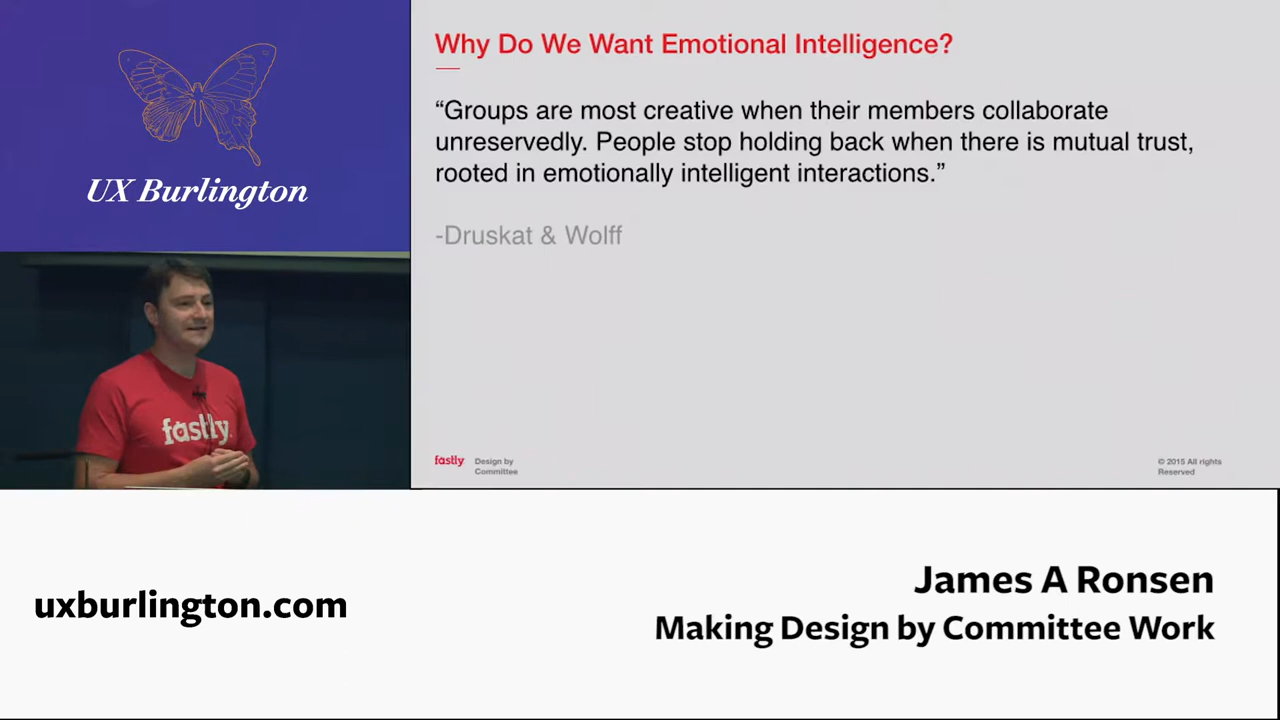 UX Burlington
Why Do We Want Emotional Intelligence?
“Groups are most creative when their members collaborate
unreservedly. People stop holding back when there is mutual trust,
rooted in emotionally intelligent interactions.”
-Druskat & Wolff
fastly.
fastly
Design by
Committee
© 2015 All rights
Reserved
uxburlington.com
James A Ronsen
Making Design by Committee Work